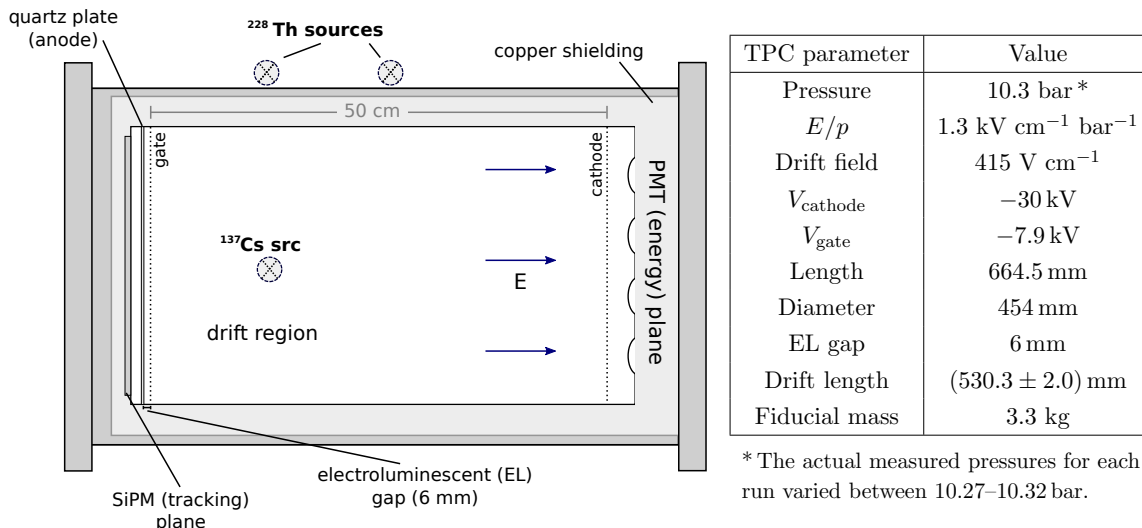 quartz plate
(anode)
²²⁸Th sources
copper shielding
50 cm
gate
cathode
PMT (energy) plane
¹³⁷Cs src
E
drift region
SiPM (tracking)
plane
electroluminescent (EL)
gap (6 mm)
TPC parameter Value
Pressure 10.3 bar *
E/p 1.3 kV cm⁻¹ bar⁻¹
Drift field 415 V cm⁻¹
V_cathode −30 kV
V_gate −7.9 kV
Length 664.5 mm
Diameter 454 mm
EL gap 6 mm
Drift length (530.3 ± 2.0) mm
Fiducial mass 3.3 kg
* The actual measured pressures for each
run varied between 10.27–10.32 bar.